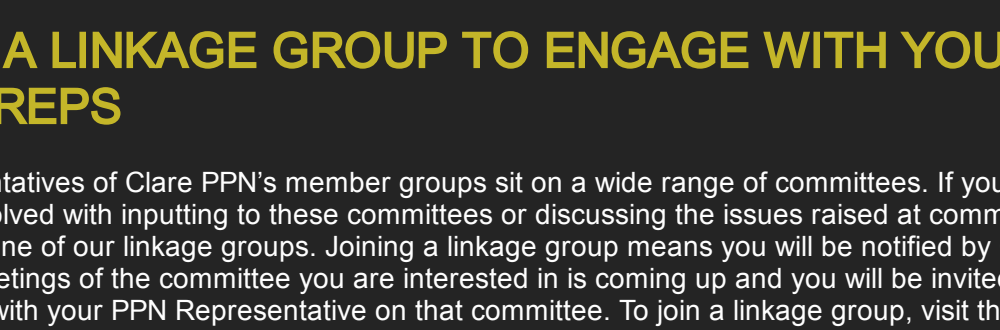 A LINKAGE GROUP TO ENGAGE WITH YOU
REPS
ntatives of Clare PPN’s member groups sit on a wide range of committees. If you
olved with inputting to these committees or discussing the issues raised at comm
ne of our linkage groups. Joining a linkage group means you will be notified by
etings of the committee you are interested in is coming up and you will be invited
with your PPN Representative on that committee. To join a linkage group, visit th